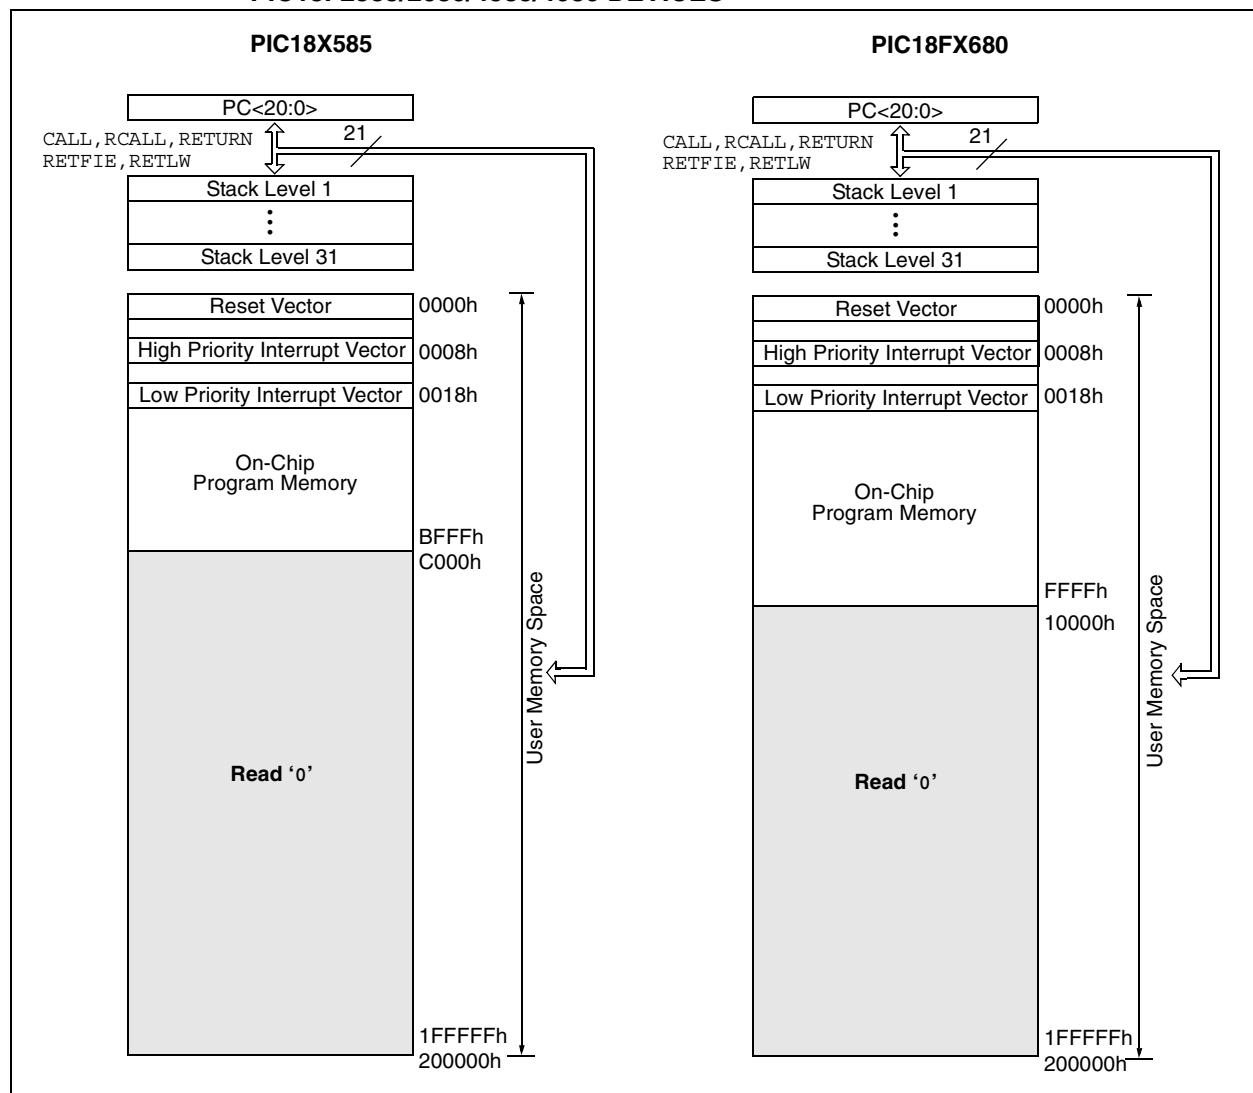 PIC18X585
PC<20:0>
CALL,RCALL,RETURN
RETFIE,RETLW
21
Stack Level 1
Stack Level 31
Reset Vector
0000h
High Priority Interrupt Vector
0008h
Low Priority Interrupt Vector
0018h
On-Chip
Program Memory
BFFFh
C000h
User Memory Space
Read ‘0’
1FFFFFh
200000h
PIC18FX680
PC<20:0>
CALL,RCALL,RETURN
RETFIE,RETLW
21
Stack Level 1
Stack Level 31
Reset Vector
0000h
High Priority Interrupt Vector
0008h
Low Priority Interrupt Vector
0018h
On-Chip
Program Memory
FFFFh
10000h
User Memory Space
Read ‘0’
1FFFFFh
200000h